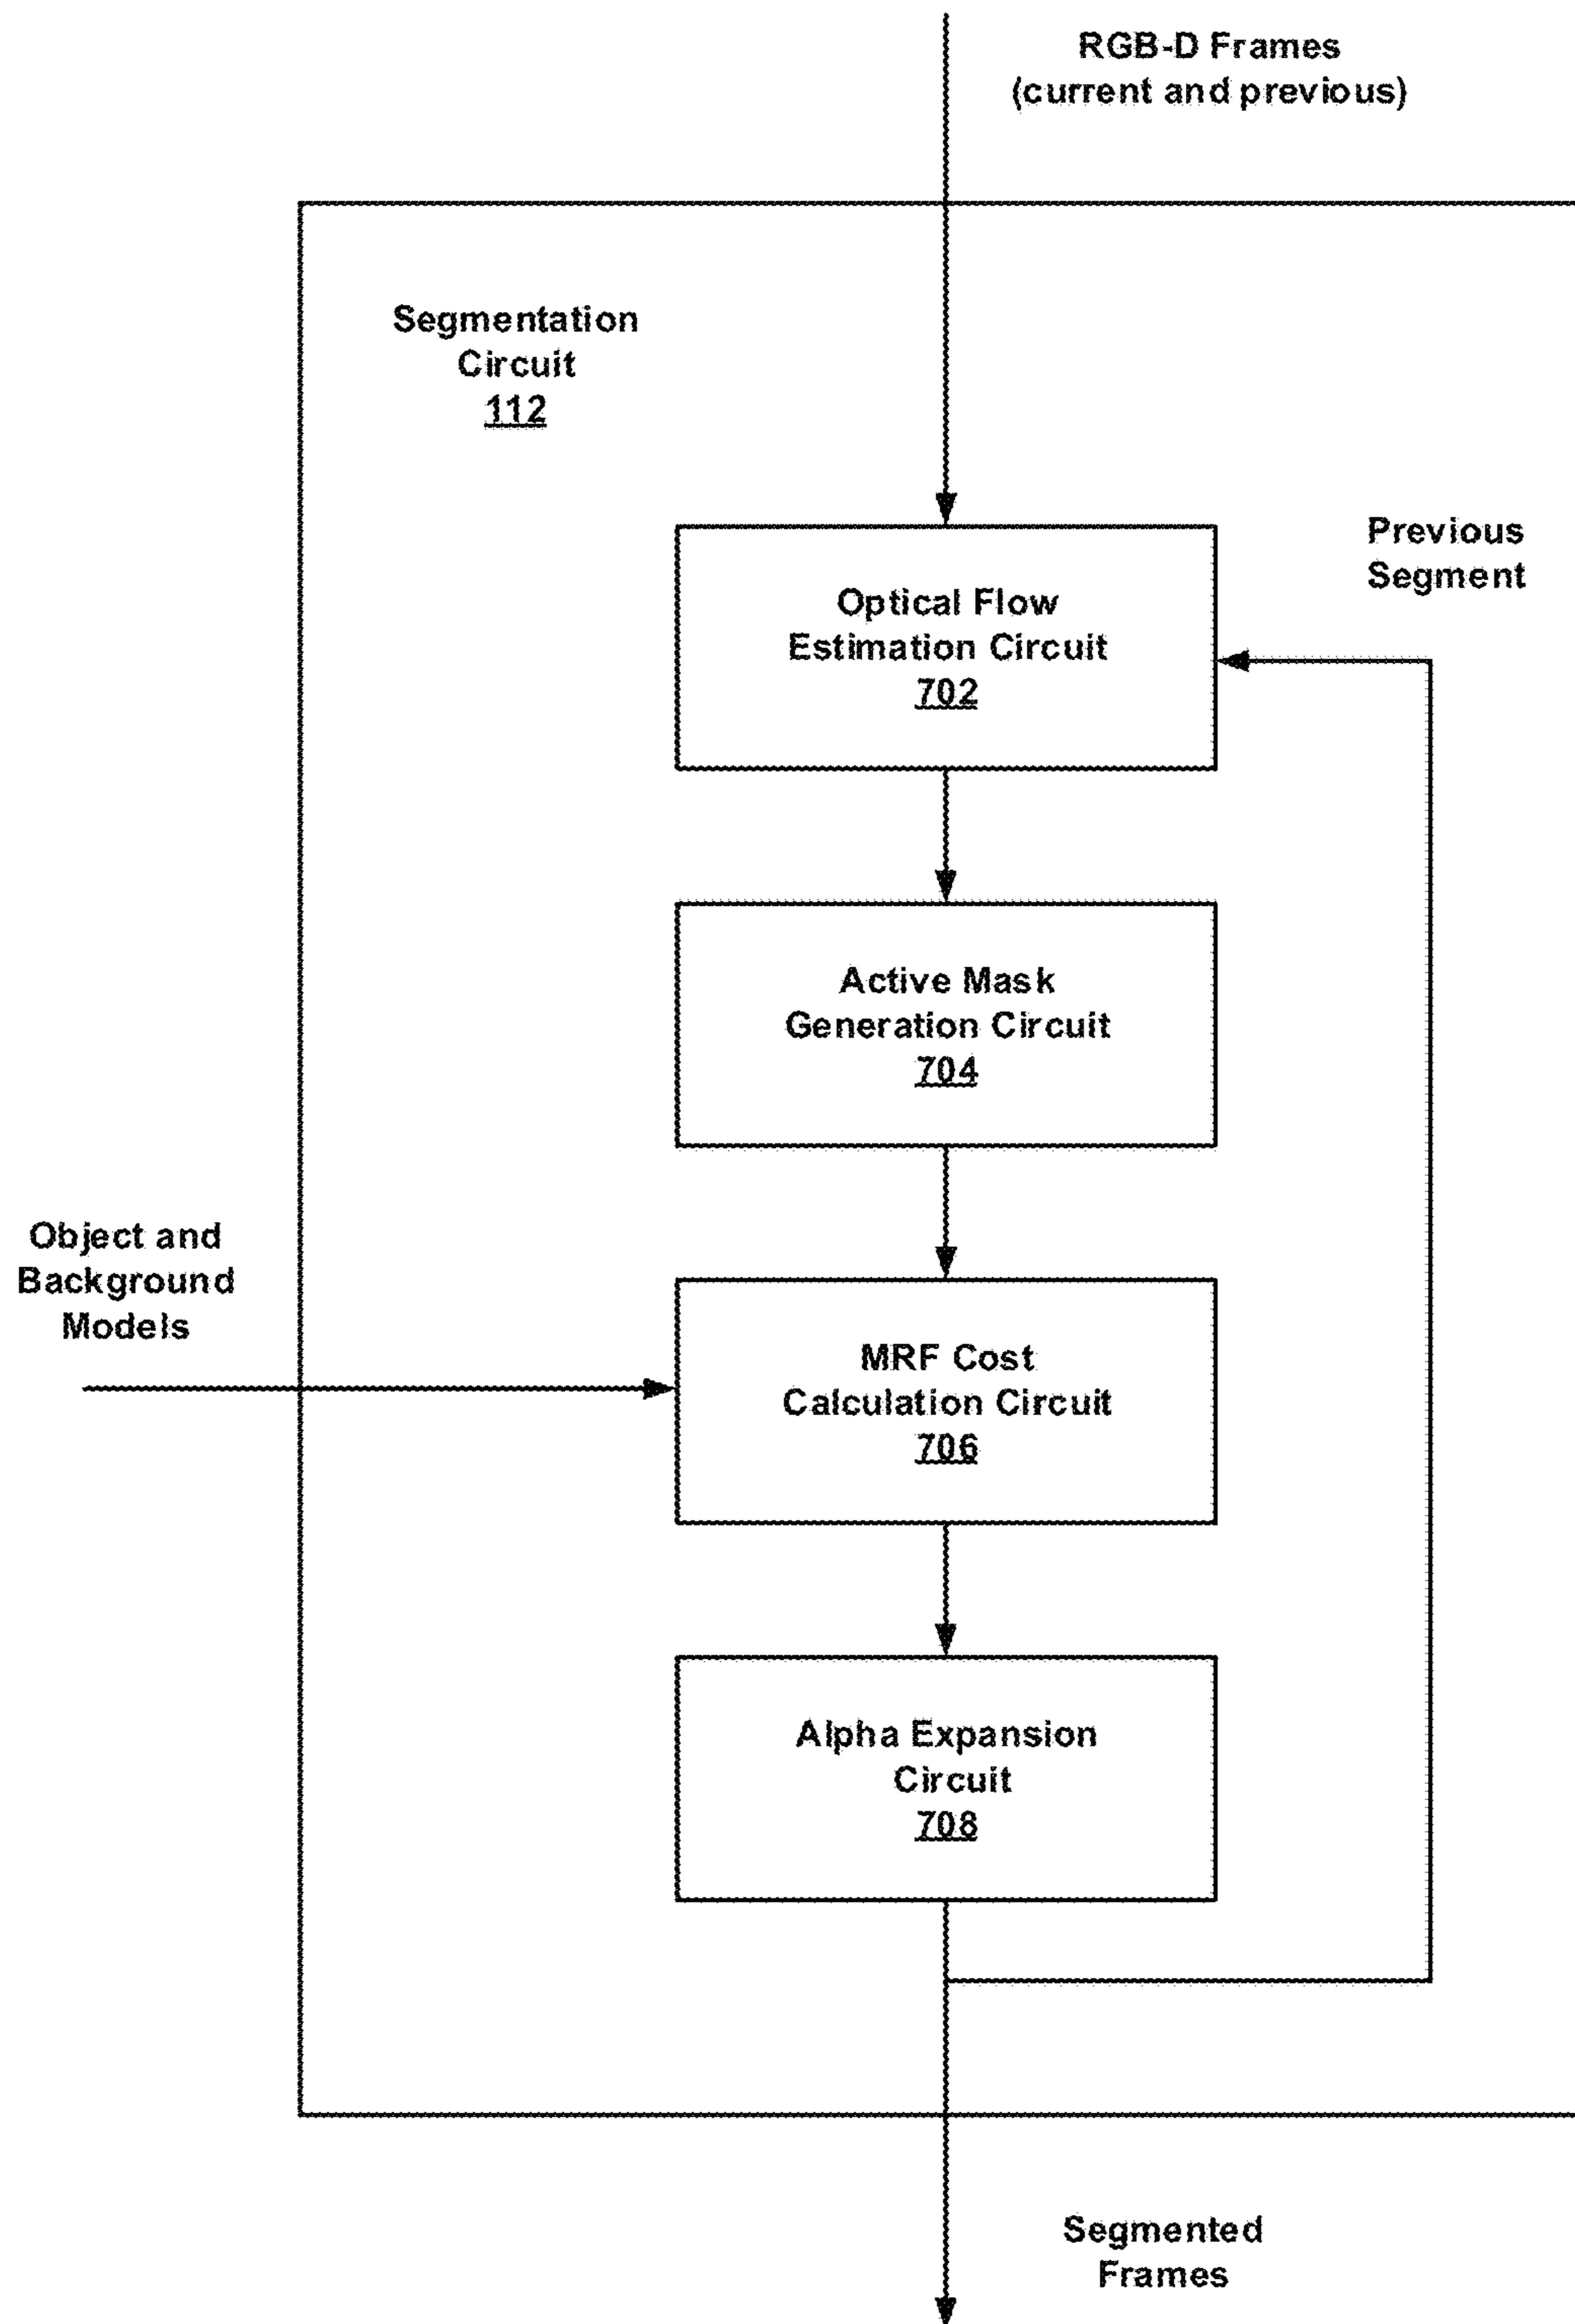 RGB-D Frames
(current and previous)
Segmentation
Circuit
112
Previous
Segment
Optical Flow
Estimation Circuit
702
Active Mask
Generation Circuit
704
Object and
Background
Models
MRF Cost
Calculation Circuit
706
Alpha Expansion
Circuit
708
Segmented
Frames